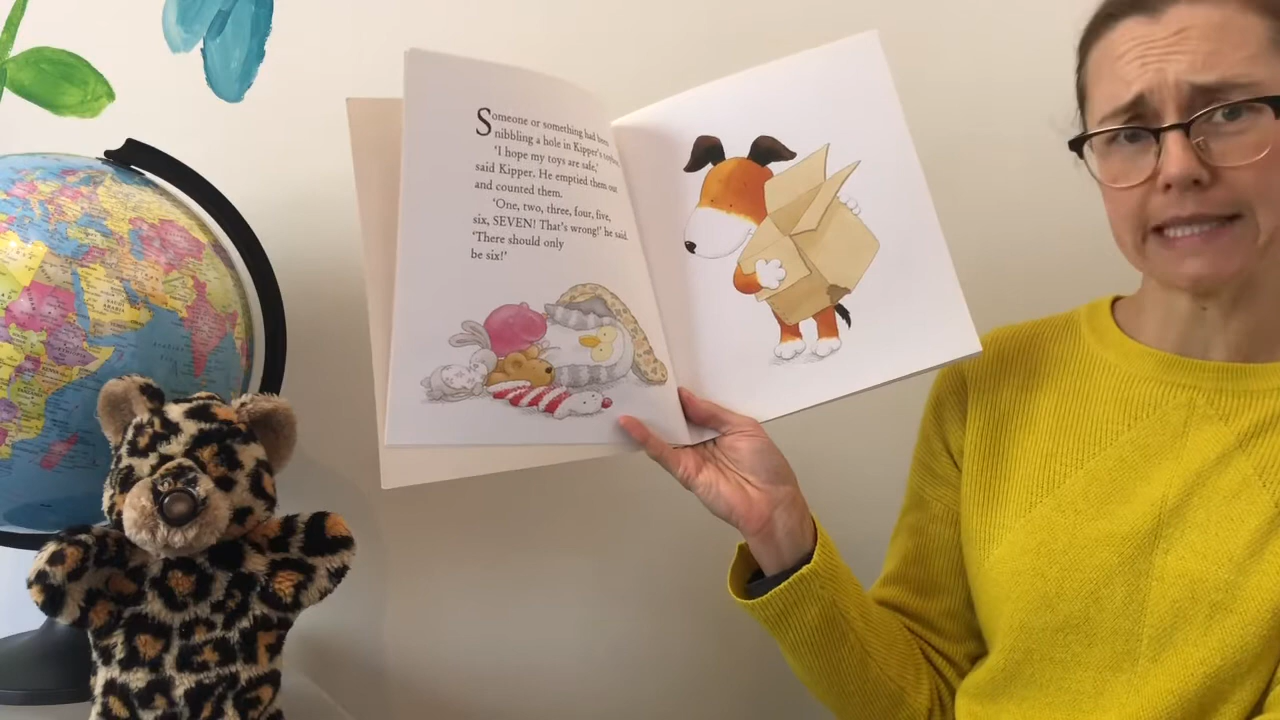 Someone or something had been
nibbling a hole in Kipper's
'I hope my toys are safe,'
said Kipper. He emptied them out
and counted them.
'One, two, three, four, five,
six, SEVEN! That's wrong!' he said.
'There should only
be six!'